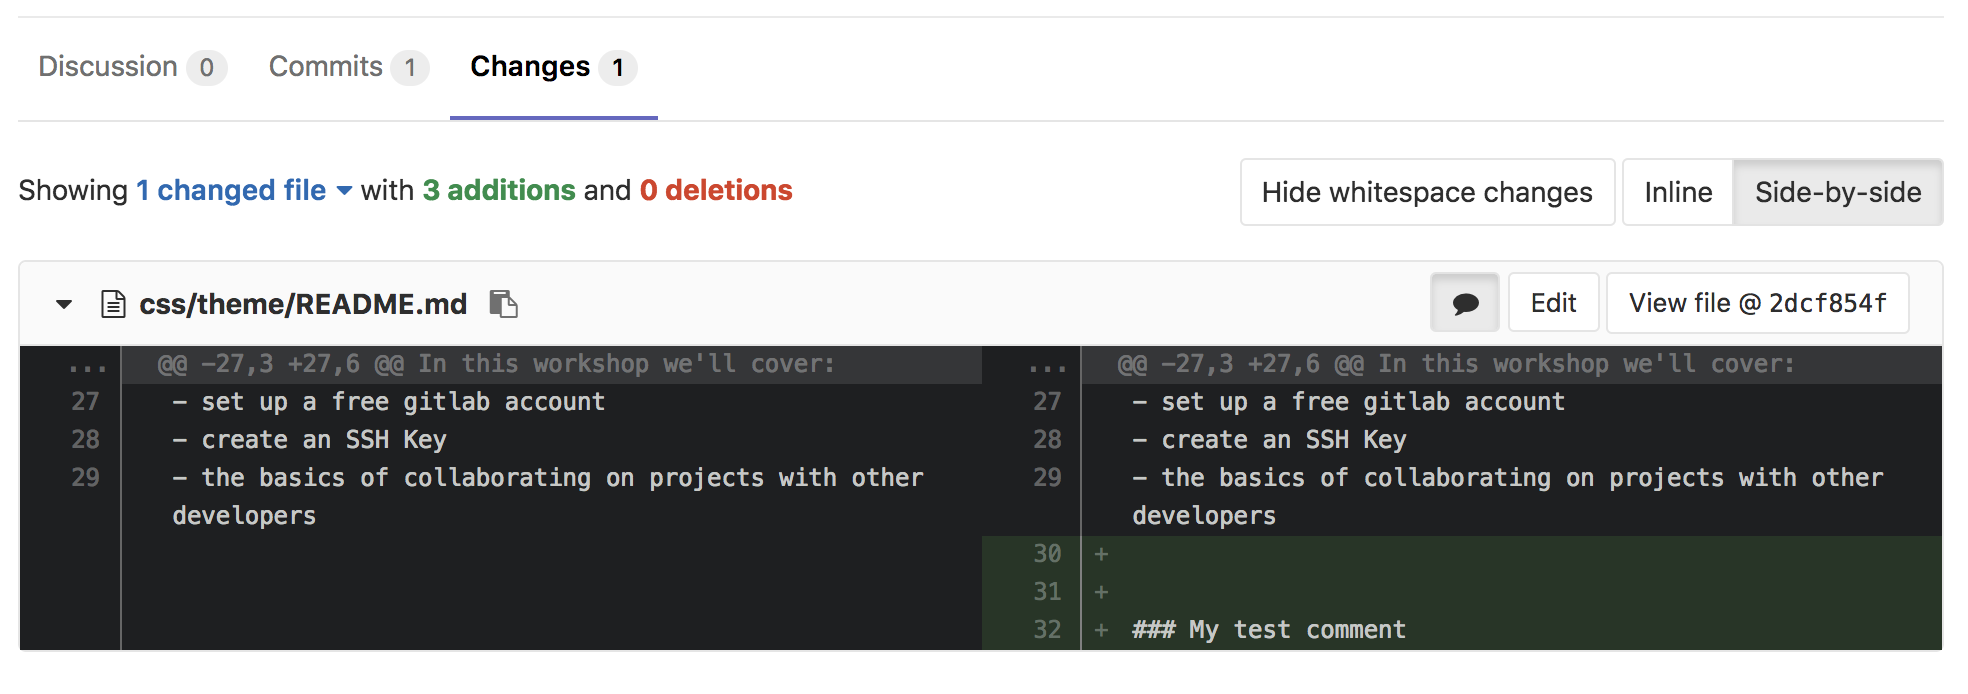 Discussion 0 Commits 1 Changes 1
Showing 1 changed file with 3 additions and 0 deletions Hide whitespace changes Inline Side-by-side
css/theme/README.md Edit View file @ 2dcf854f
... @@ -27,3 +27,6 @@ In this workshop we'll cover: ... @@ -27,3 +27,6 @@ In this workshop we'll cover:
27 - set up a free gitlab account 27 - set up a free gitlab account
28 - create an SSH Key 28 - create an SSH Key
29 - the basics of collaborating on projects with other 29 - the basics of collaborating on projects with other
developers developers
30 +
31 +
32 + ### My test comment